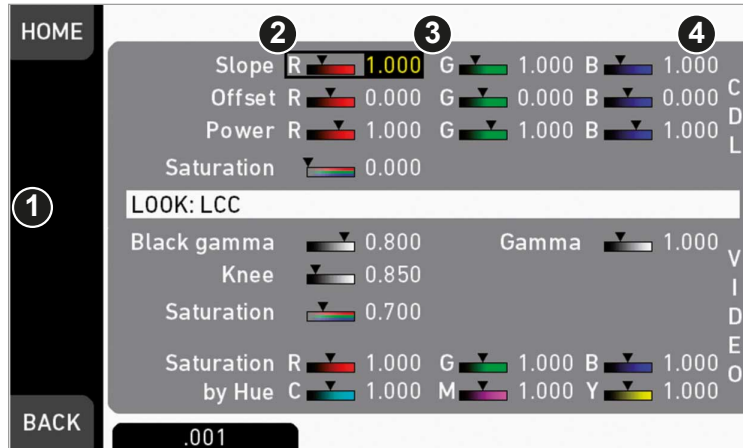 HOME
2 3 4
Slope R 1.000 G 1.000 B 1.000
Offset R 0.000 G 0.000 B 0.000
Power R 1.000 G 1.000 B 1.000
Saturation 0.000
CDL
1
LOOK: LCC
Black gamma 0.800 Gamma 1.000
Knee 0.850
Saturation 0.700
Saturation R 1.000 G 1.000 B 1.000
by Hue C 1.000 M 1.000 Y 1.000
VIDEO
BACK
.001